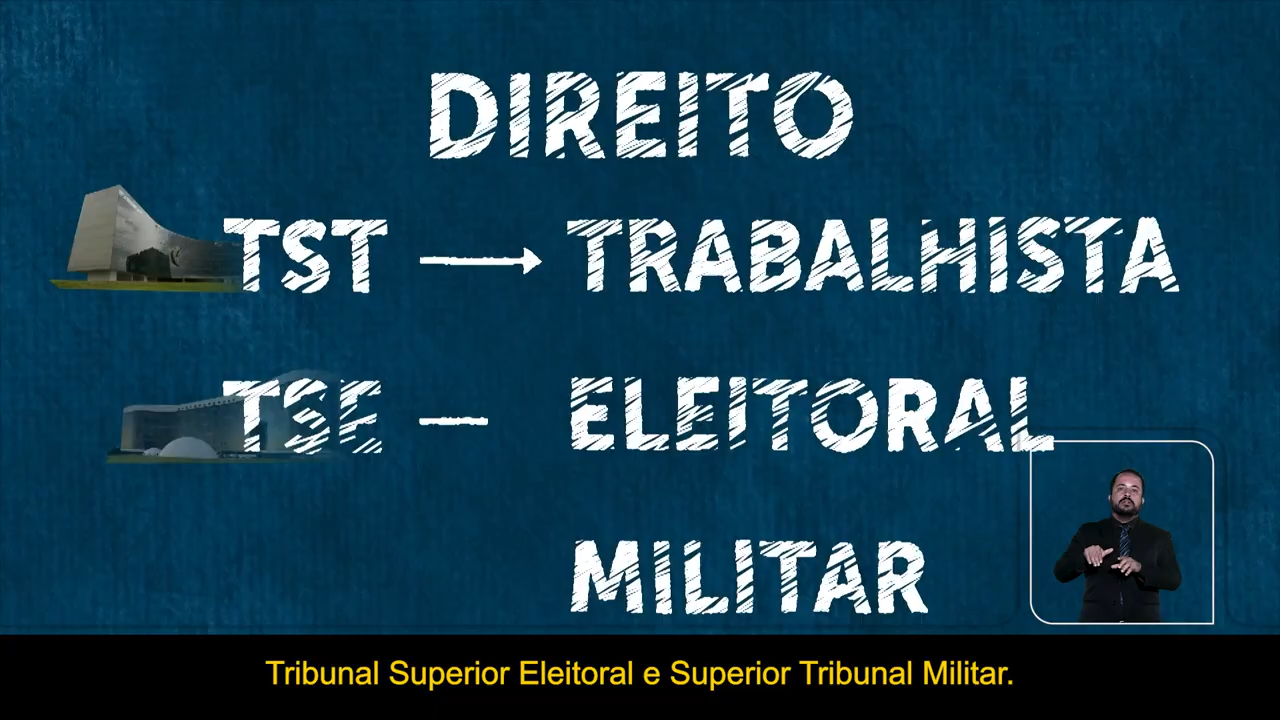 DIREITO
TST → TRABALHISTA
TSE — ELEITORAL
MILITAR
Tribunal Superior Eleitoral e Superior Tribunal Militar.